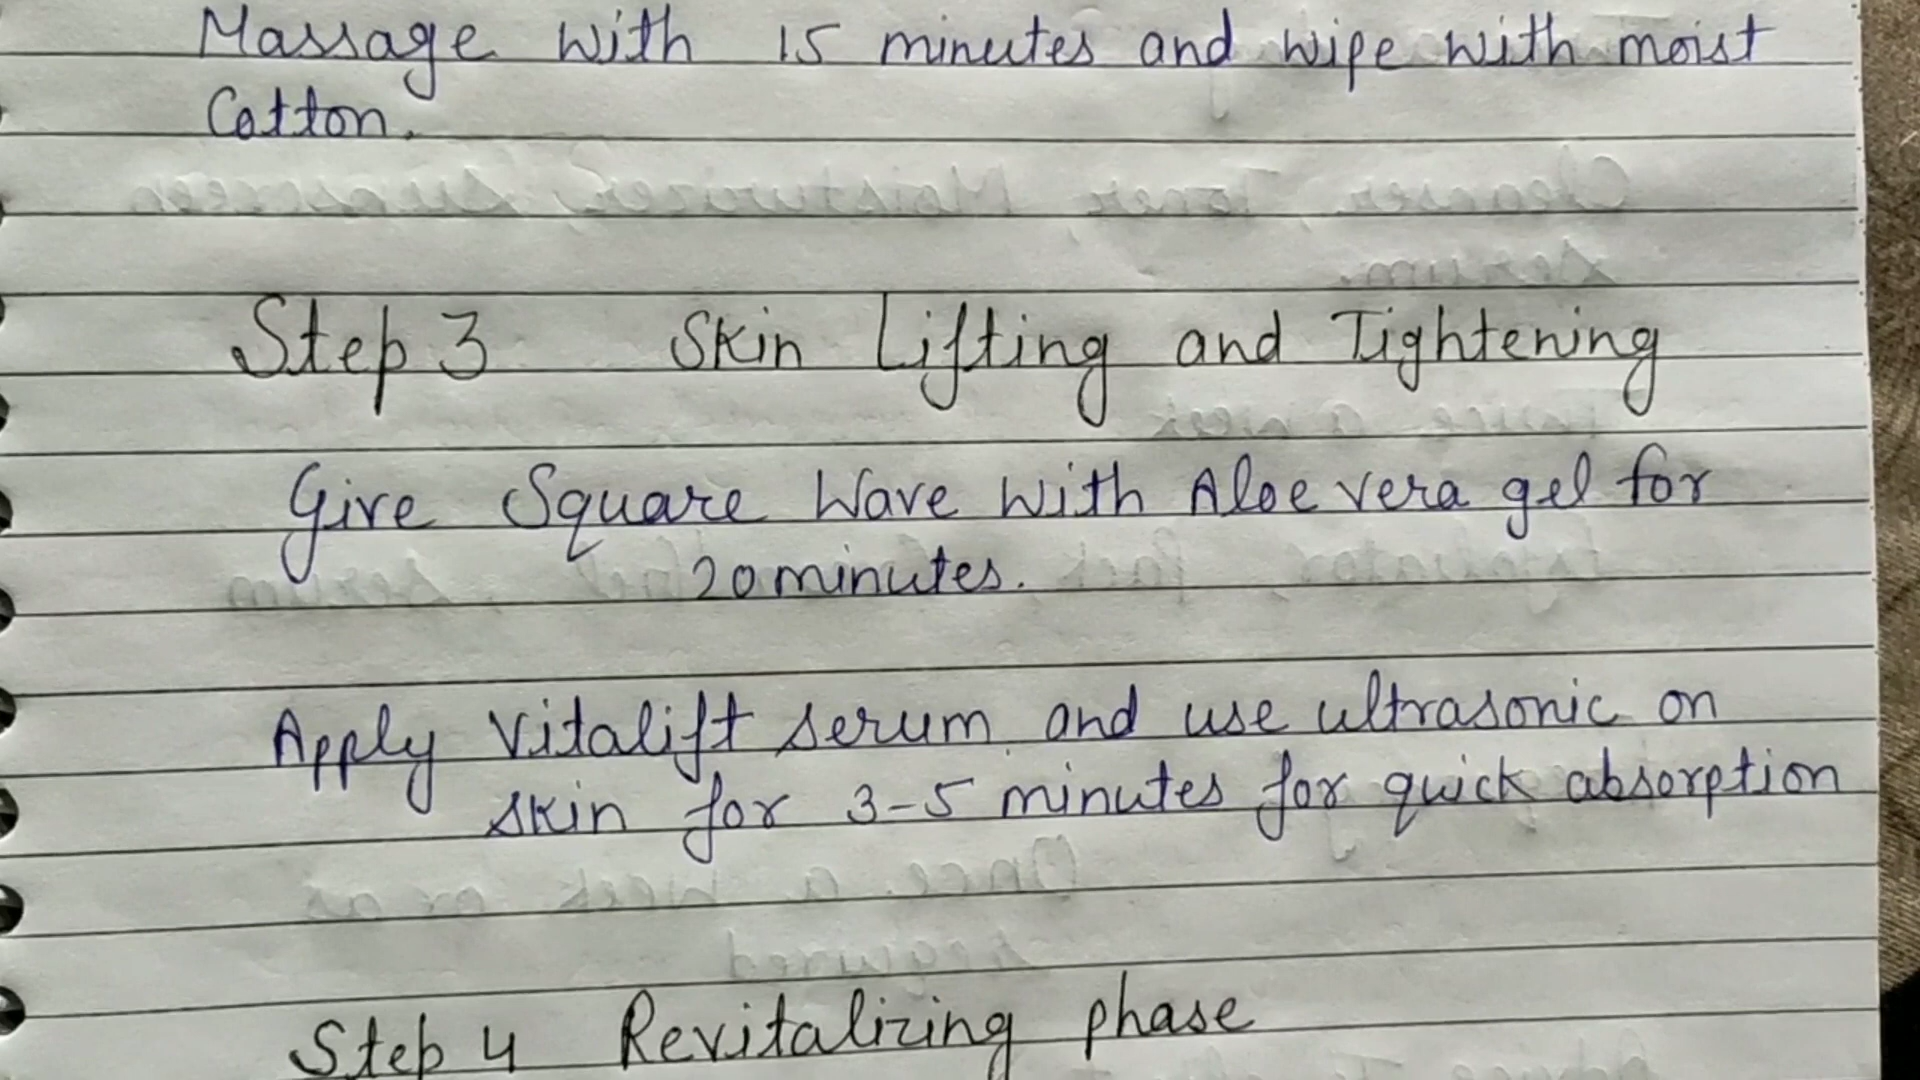 Massage with 15 minutes and wipe with moist
Cotton.
Step 3 Skin Lifting and Tightening
Give Square Wave with Aloe vera gel for
20 minutes.
Apply Vitalift serum and use ultrasonic on
skin for 3-5 minutes for quick absorption
Step 4 Revitalizing phase